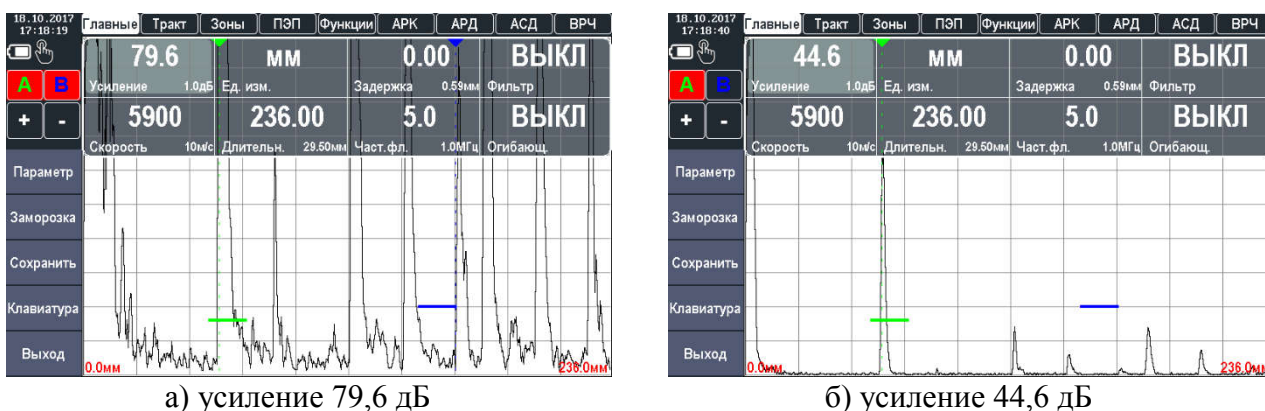 18.10.2017
17:18:19
Главные Тракт Зоны ПЭП Функции АРК АРД АСД ВРЧ
79.6 мм 0.00 ВЫКЛ
Усиление 1.0дБ Ед. изм. Задержка 0.59мм Фильтр
A B
+ -
5900 236.00 5.0 ВЫКЛ
Скорость 10м/с Длительн. 29.50мм Част.фл. 1.0МГц Огибающ.
Параметр
Заморозка
Сохранить
Клавиатура
Выход
0.0мм 236.0мм
а) усиление 79,6 дБ
18.10.2017
17:18:40
Главные Тракт Зоны ПЭП Функции АРК АРД АСД ВРЧ
44.6 мм 0.00 ВЫКЛ
Усиление 1.0дБ Ед. изм. Задержка 0.59мм Фильтр
A B
+ -
5900 236.00 5.0 ВЫКЛ
Скорость 10м/с Длительн. 29.50мм Част.фл. 1.0МГц Огибающ.
Параметр
Заморозка
Сохранить
Клавиатура
Выход
0.0мм 236.0мм
б) усиление 44,6 дБ